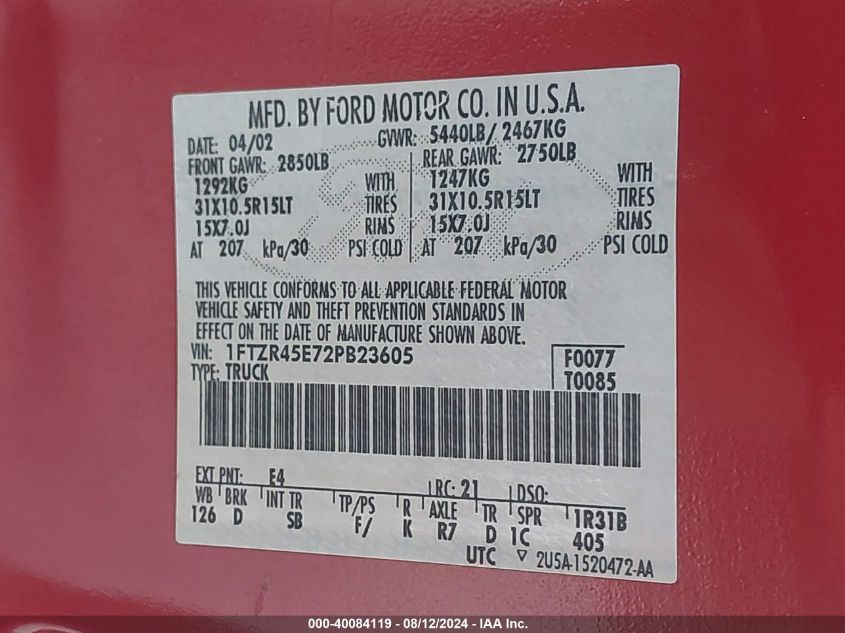 MFD. BY FORD MOTOR CO. IN U.S.A.
DATE: 04/02 GVWR: 5440LB/ 2467KG
FRONT GAWR: 2850LB REAR GAWR: 2750LB
1292KG WITH 1247KG WITH
31X10.5R15LT TIRES 31X10.5R15LT TIRES
15X7.0J RIMS 15X7.0J RIMS
AT 207 kPa/30 PSI COLD AT 207 kPa/30 PSI COLD
THIS VEHICLE CONFORMS TO ALL APPLICABLE FEDERAL MOTOR
VEHICLE SAFETY AND THEFT PREVENTION STANDARDS IN
EFFECT ON THE DATE OF MANUFACTURE SHOWN ABOVE.
VIN: 1FTZR45E72PB23605 F0077
TYPE: TRUCK T0085
EXT PNT: E4 RC: 21 DSO:
WB BRK INT TR TP/PS R AXLE TR SPR 1R31B
126 D SB F/ K R7 D 1C 405
UTC ▽ 2U5A-1520472-AA
000-40084119 - 08/12/2024 - IAA Inc.